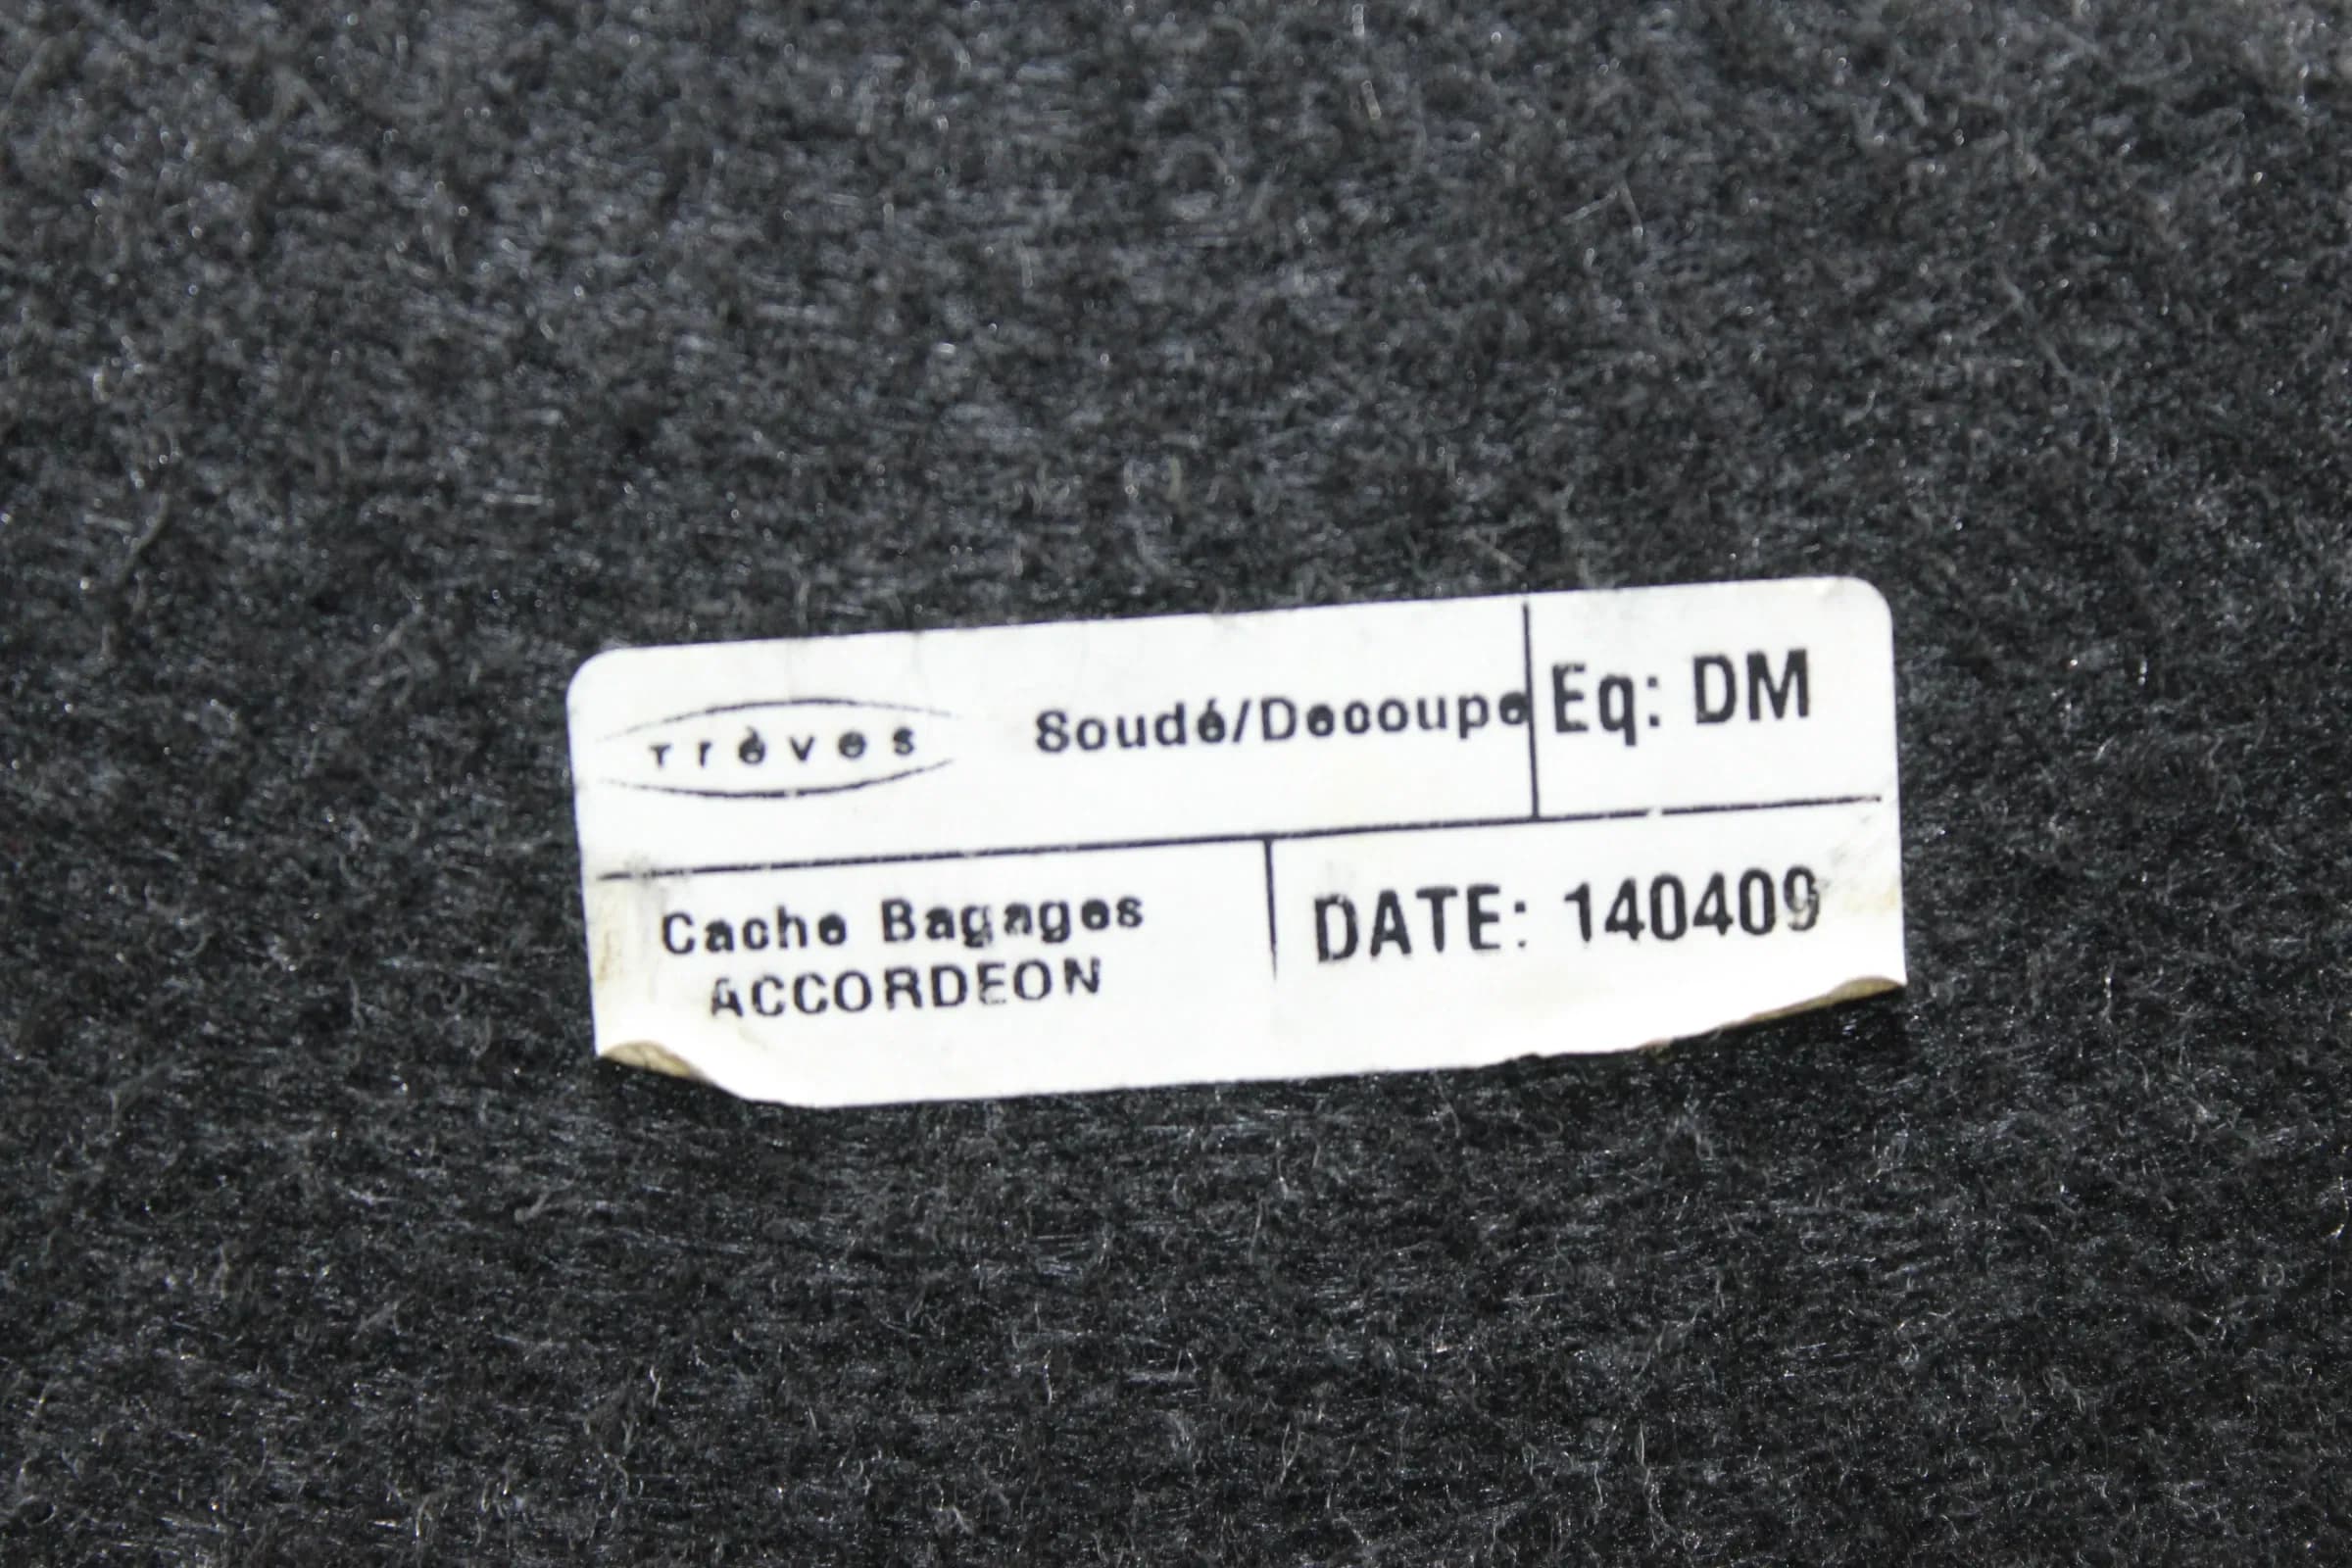 Trèves Soudé/Decoupe Eq: DM
Cache Bagages DATE: 140409
ACCORDEON